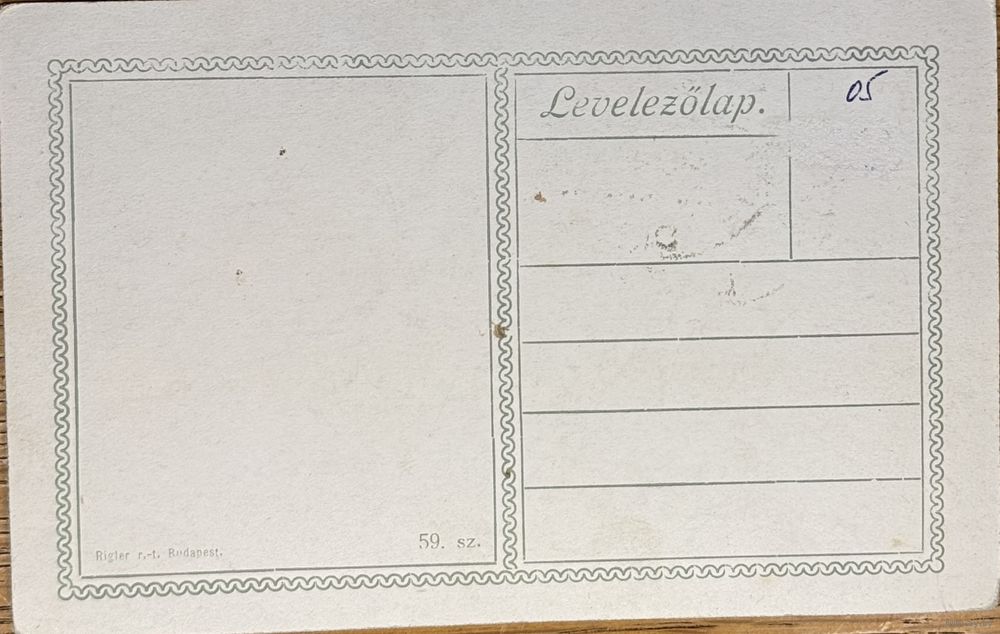 Levelezőlap.
05
59. sz.
Rigler r.-t. Budapest.